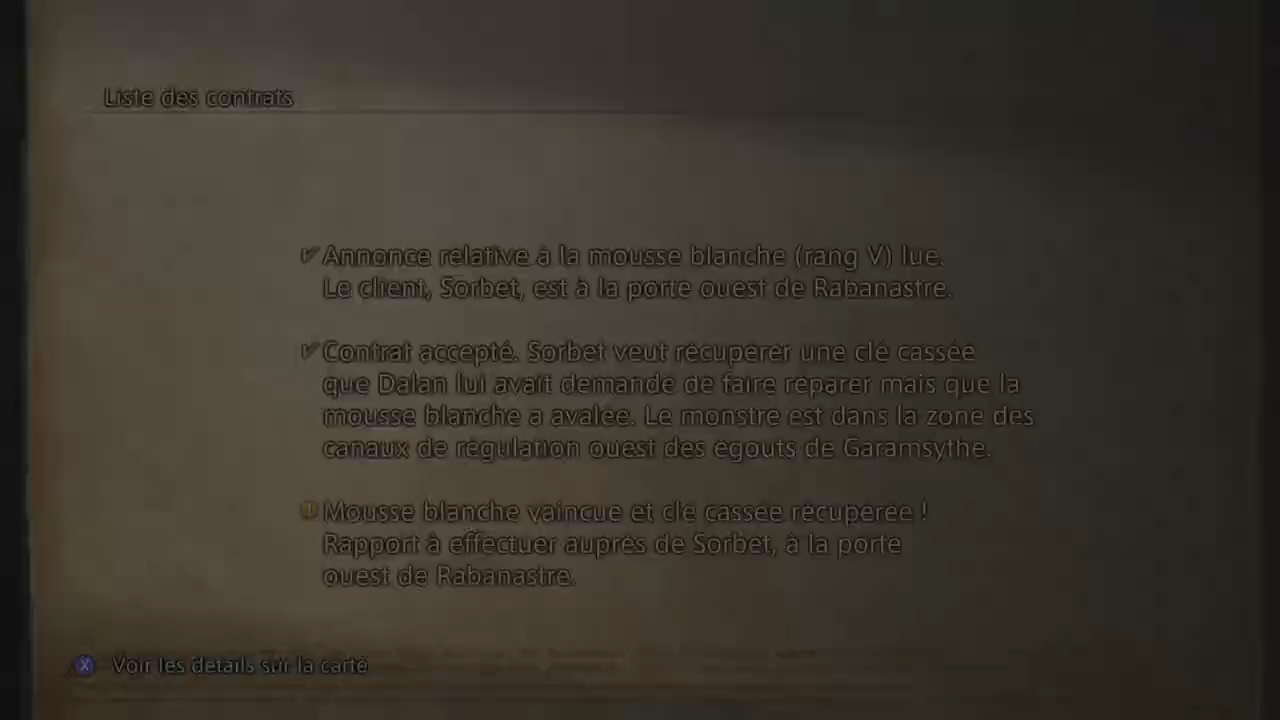 Liste des contrats
✓ Annonce relative à la mousse blanche (rang V) lue.
Le client, Sorbet, est à la porte ouest de Rabanastre.
✓ Contrat accepté. Sorbet veut récupérer une clé cassée
que Dalan lui avait demandé de faire réparer mais que la
mousse blanche a avalée. Le monstre est dans la zone des
canaux de régulation ouest des égouts de Garamsythe.
! Mousse blanche vaincue et clé cassée récupérée !
Rapport à effectuer auprès de Sorbet, à la porte
ouest de Rabanastre.
X Voir les détails sur la carte